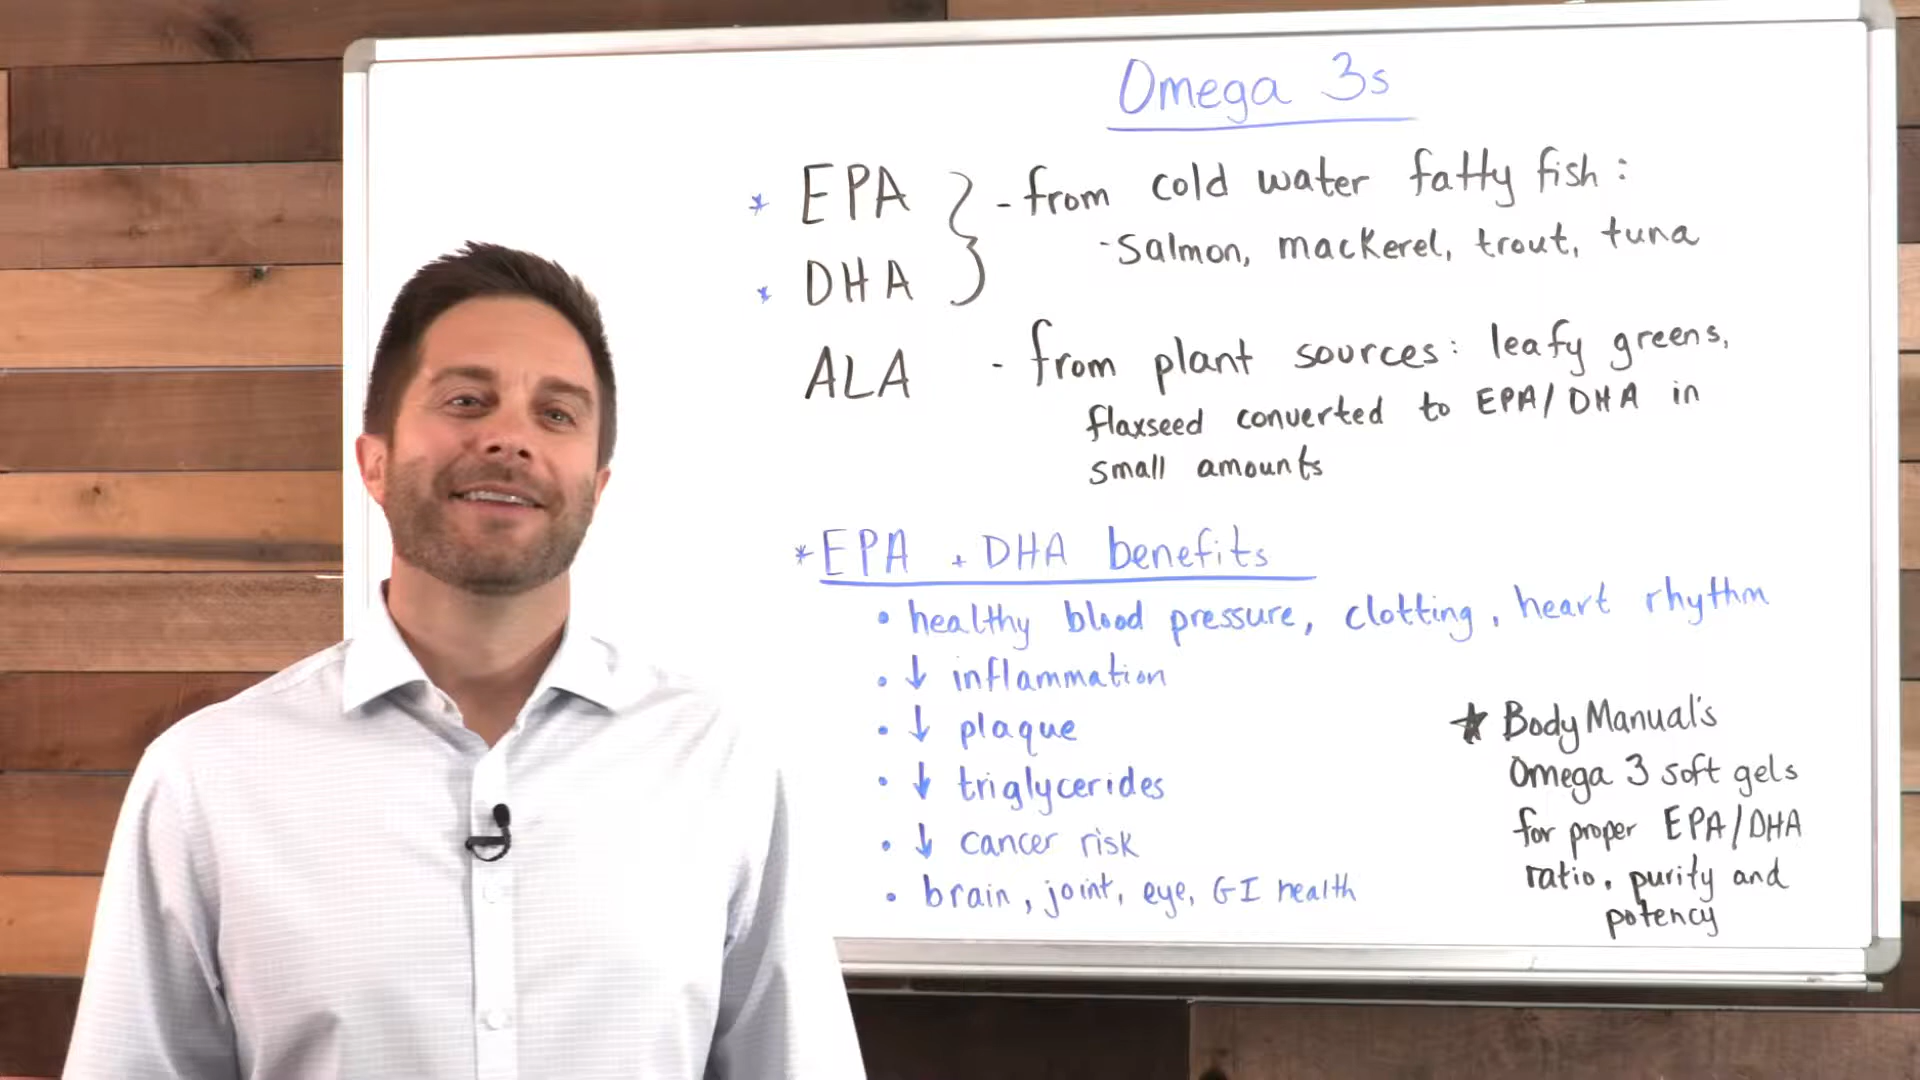 Omega 3s
* EPA } - from cold water fatty fish:
- Salmon, mackerel, trout, tuna
* DHA
ALA - from plant sources: leafy greens,
flaxseed converted to EPA/DHA in
small amounts
* EPA + DHA benefits
• healthy blood pressure, clotting, heart rhythm
• ↓ inflammation
• ↓ plaque
• ↓ triglycerides
• ↓ cancer risk
• brain, joint, eye, GI health
★ BodyManual's
Omega 3 soft gels
for proper EPA/DHA
ratio, purity and
potency